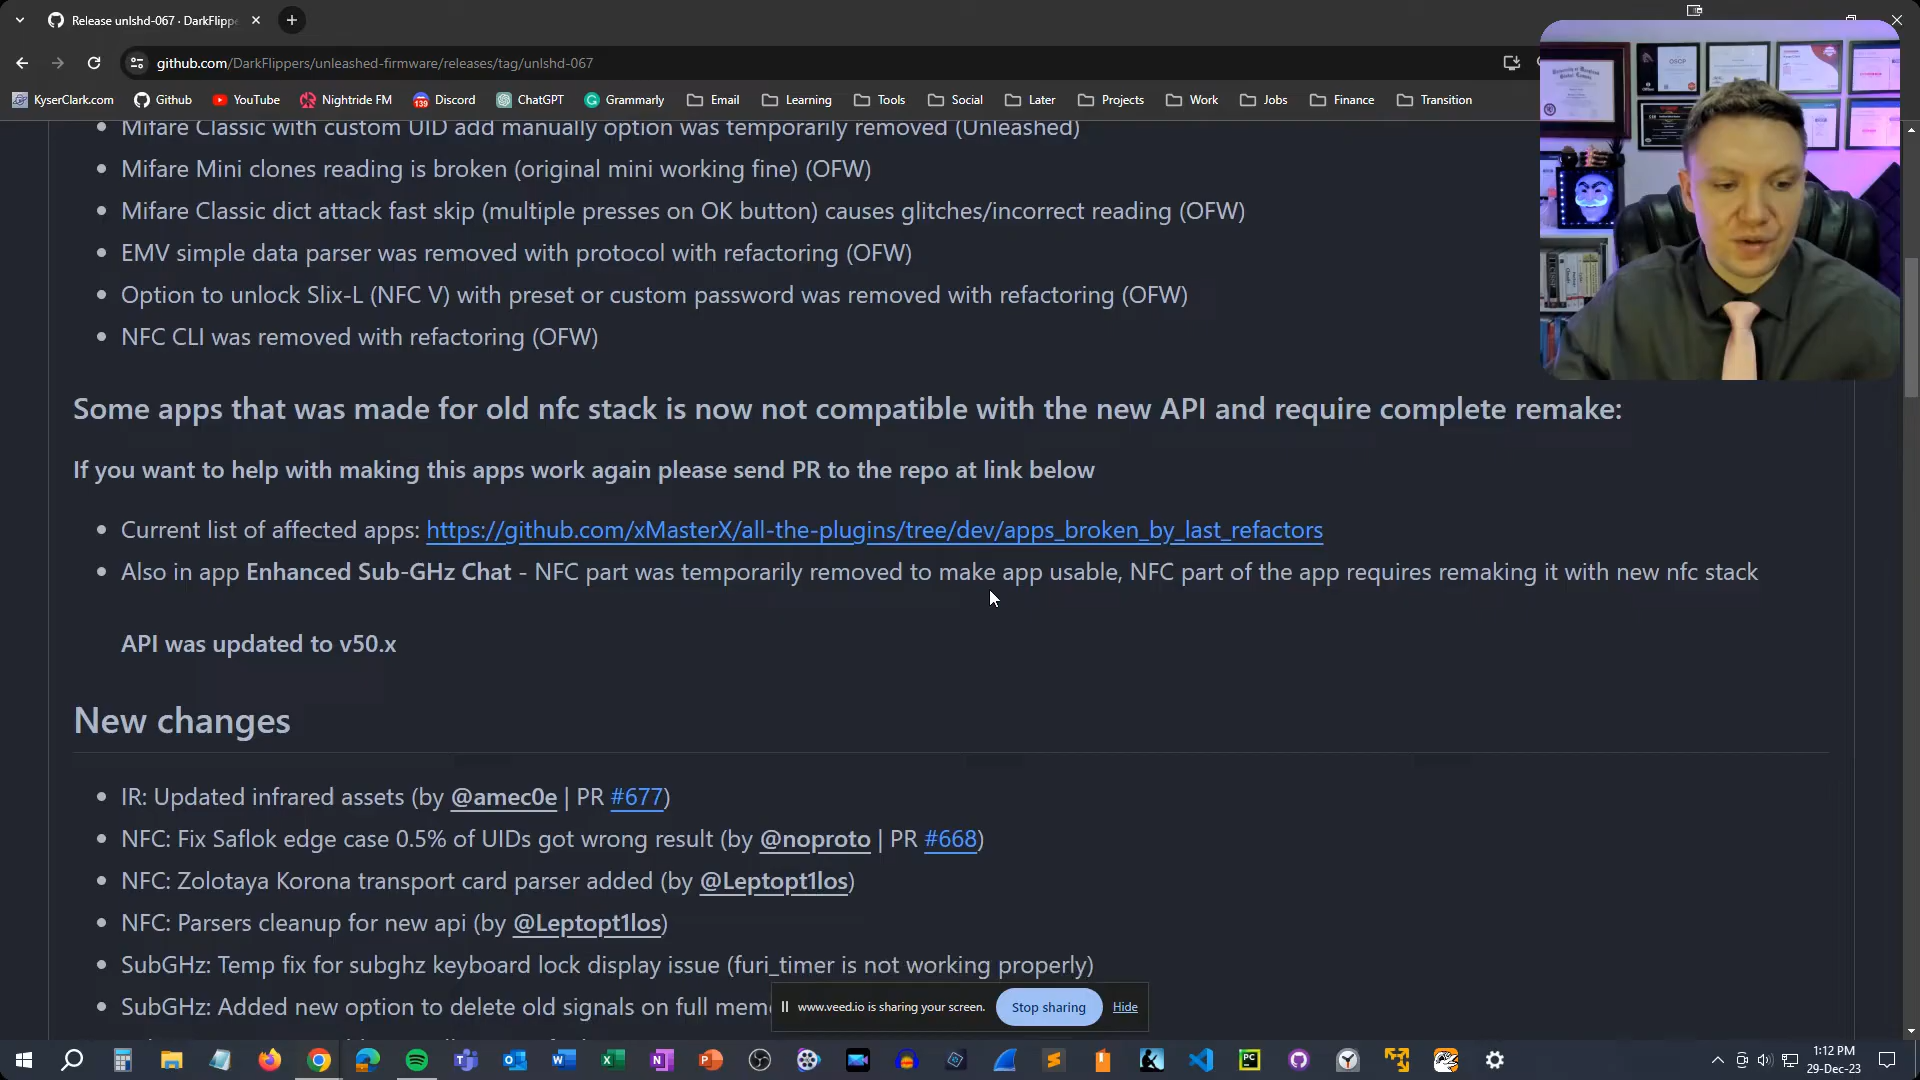 Release unlshd-067 · DarkFlippe
github.com/DarkFlippers/unleashed-firmware/releases/tag/unlshd-067
KyserClark.com Github YouTube Nightride FM Discord ChatGPT Grammarly Email Learning Tools Social Later Projects Work Jobs Finance Transition
139
OSCP
Mifare Classic with custom UID add manually option was temporarily removed (Unleashed)
Mifare Mini clones reading is broken (original mini working fine) (OFW)
Mifare Classic dict attack fast skip (multiple presses on OK button) causes glitches/incorrect reading (OFW)
EMV simple data parser was removed with protocol with refactoring (OFW)
Option to unlock Slix-L (NFC V) with preset or custom password was removed with refactoring (OFW)
NFC CLI was removed with refactoring (OFW)
Some apps that was made for old nfc stack is now not compatible with the new API and require complete remake:
If you want to help with making this apps work again please send PR to the repo at link below
Current list of affected apps: https://github.com/xMasterX/all-the-plugins/tree/dev/apps_broken_by_last_refactors
Also in app Enhanced Sub-GHz Chat - NFC part was temporarily removed to make app usable, NFC part of the app requires remaking it with new nfc stack
API was updated to v50.x
New changes
IR: Updated infrared assets (by @amec0e | PR #677)
NFC: Fix Saflok edge case 0.5% of UIDs got wrong result (by @noproto | PR #668)
NFC: Zolotaya Korona transport card parser added (by @Leptopt1los)
NFC: Parsers cleanup for new api (by @Leptopt1los)
SubGHz: Temp fix for subghz keyboard lock display issue (furi_timer is not working properly)
SubGHz: Added new option to delete old signals on full mem
www.veed.io is sharing your screen. Stop sharing Hide
1:12 PM
29-Dec-23